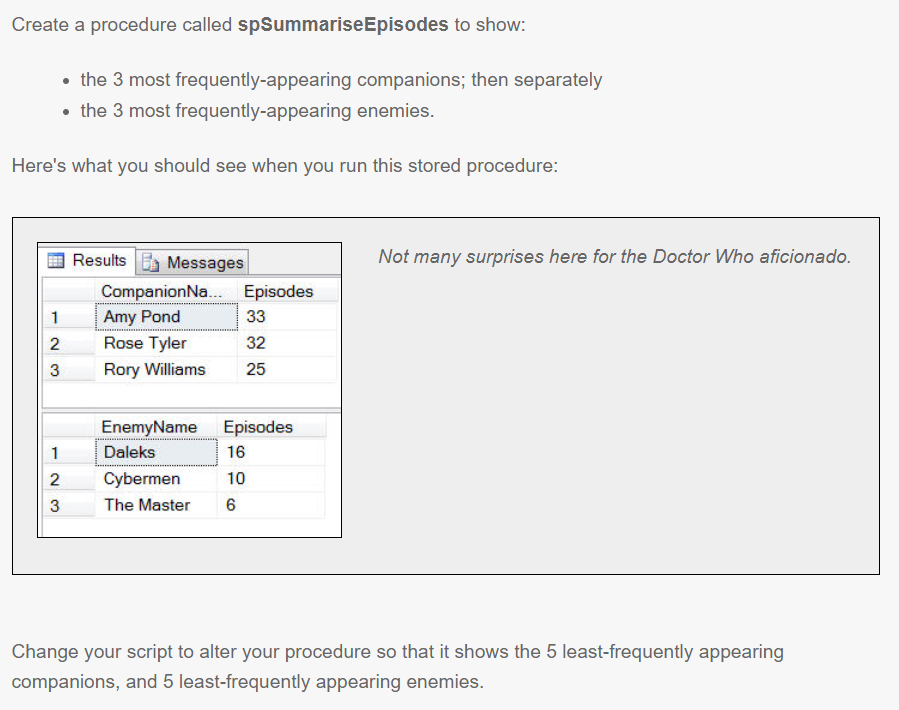 Create a procedure called spSummariseEpisodes to show:
the 3 most frequently-appearing companions; then separately
the 3 most frequently-appearing enemies.
Here's what you should see when you run this stored procedure:
Results Messages
CompanionNa... Episodes
1 Amy Pond 33
2 Rose Tyler 32
3 Rory Williams 25
EnemyName Episodes
1 Daleks 16
2 Cybermen 10
3 The Master 6
Not many surprises here for the Doctor Who aficionado.
Change your script to alter your procedure so that it shows the 5 least-frequently appearing
companions, and 5 least-frequently appearing enemies.